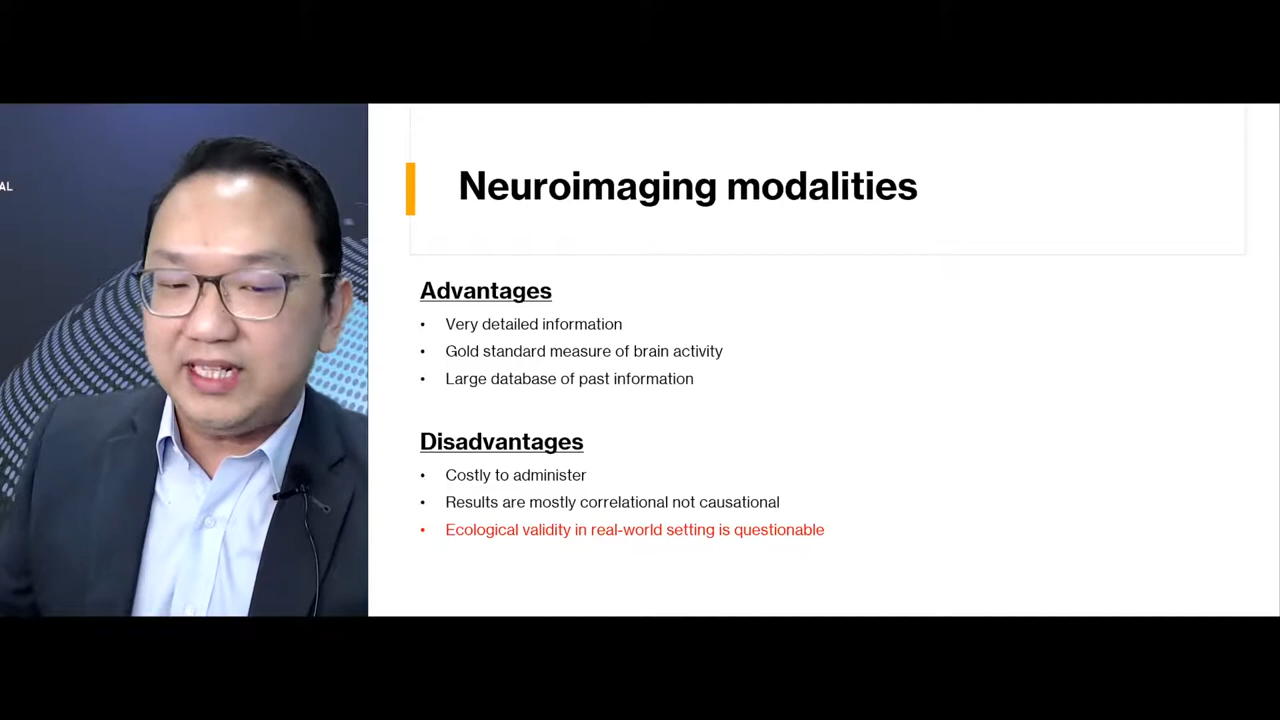 AL
Neuroimaging modalities
Advantages
• Very detailed information
• Gold standard measure of brain activity
• Large database of past information
Disadvantages
• Costly to administer
• Results are mostly correlational not causational
• Ecological validity in real-world setting is questionable